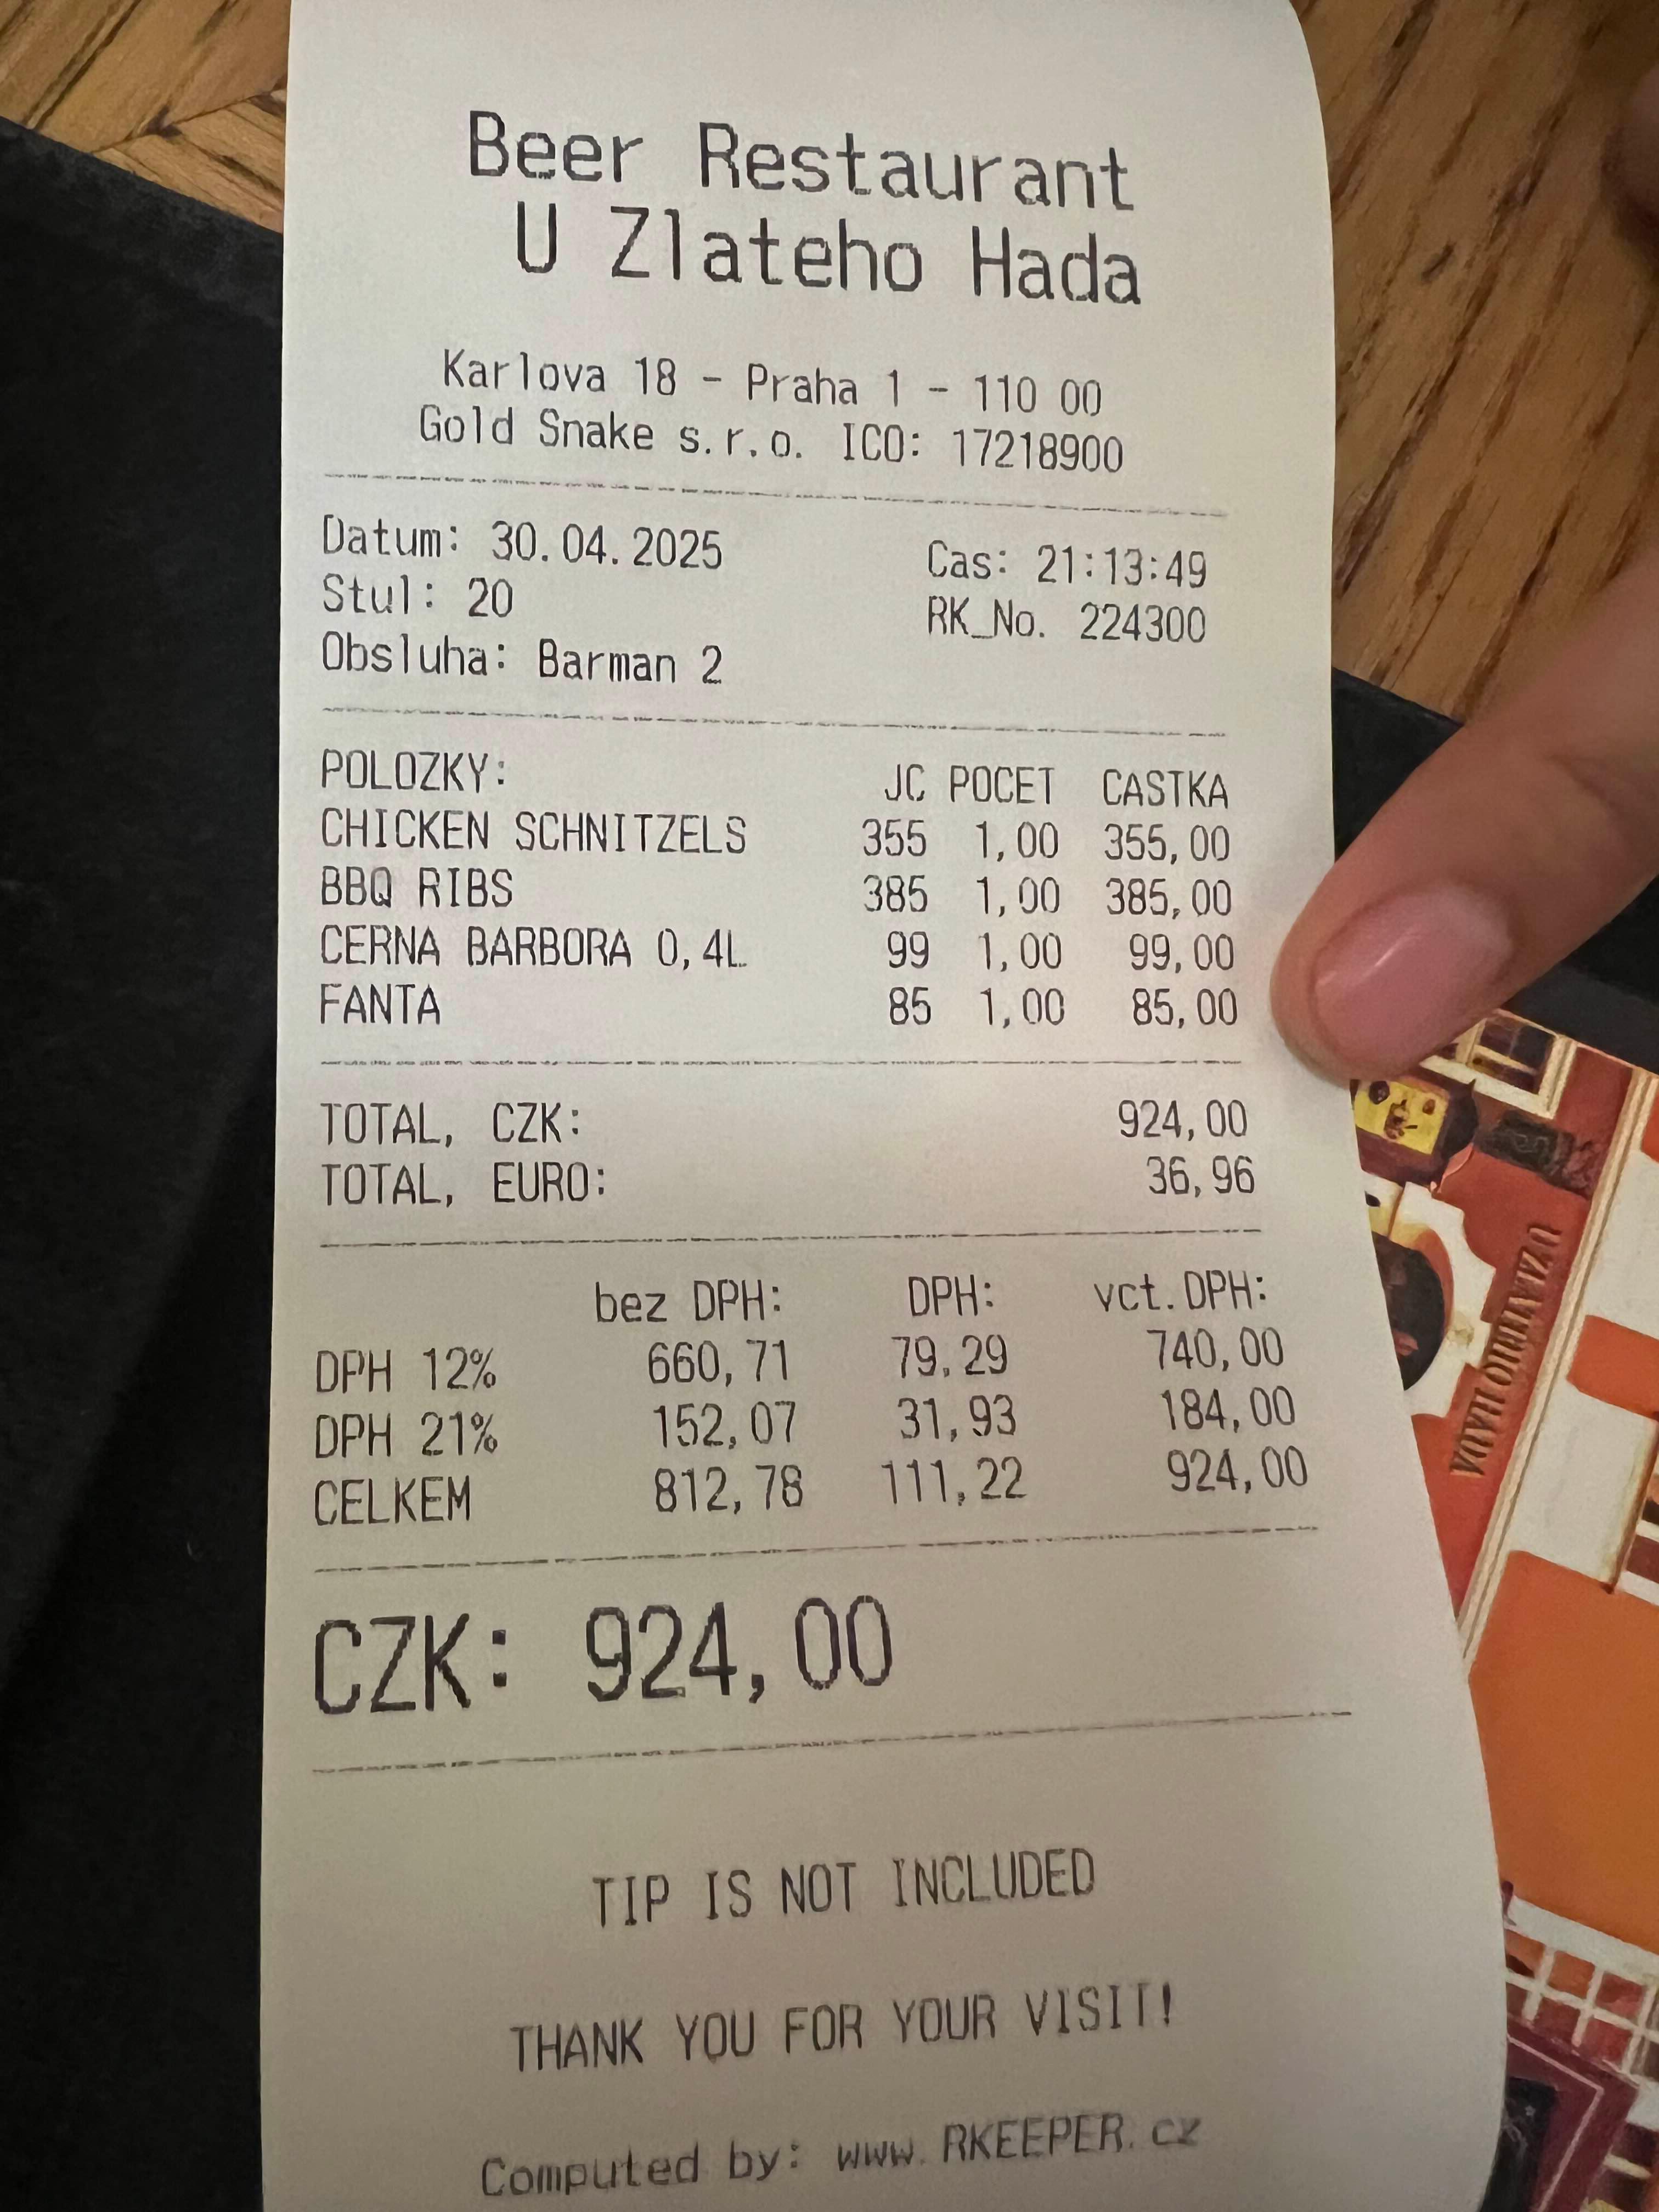 Beer Restaurant
U Zlateho Hada
Karlova 18 - Praha 1 - 110 00
Gold Snake s.r.o. ICO: 17218900
Datum: 30.04.2025 Cas: 21:13:49
Stul: 20 RK_No. 224300
Obsluha: Barman 2
POLOZKY: JC POCET CASTKA
CHICKEN SCHNITZELS 355 1,00 355,00
BBQ RIBS 385 1,00 385,00
CERNA BARBORA 0,4L 99 1,00 99,00
FANTA 85 1,00 85,00
TOTAL, CZK: 924,00
TOTAL, EURO: 36,96
bez DPH: DPH: vct.DPH:
DPH 12% 660,71 79,29 740,00
DPH 21% 152,07 31,93 184,00
CELKEM 812,78 111,22 924,00
CZK: 924,00
TIP IS NOT INCLUDED
THANK YOU FOR YOUR VISIT!
Computed by: www.RKEEPER.cz
U ZLATEHO HADA